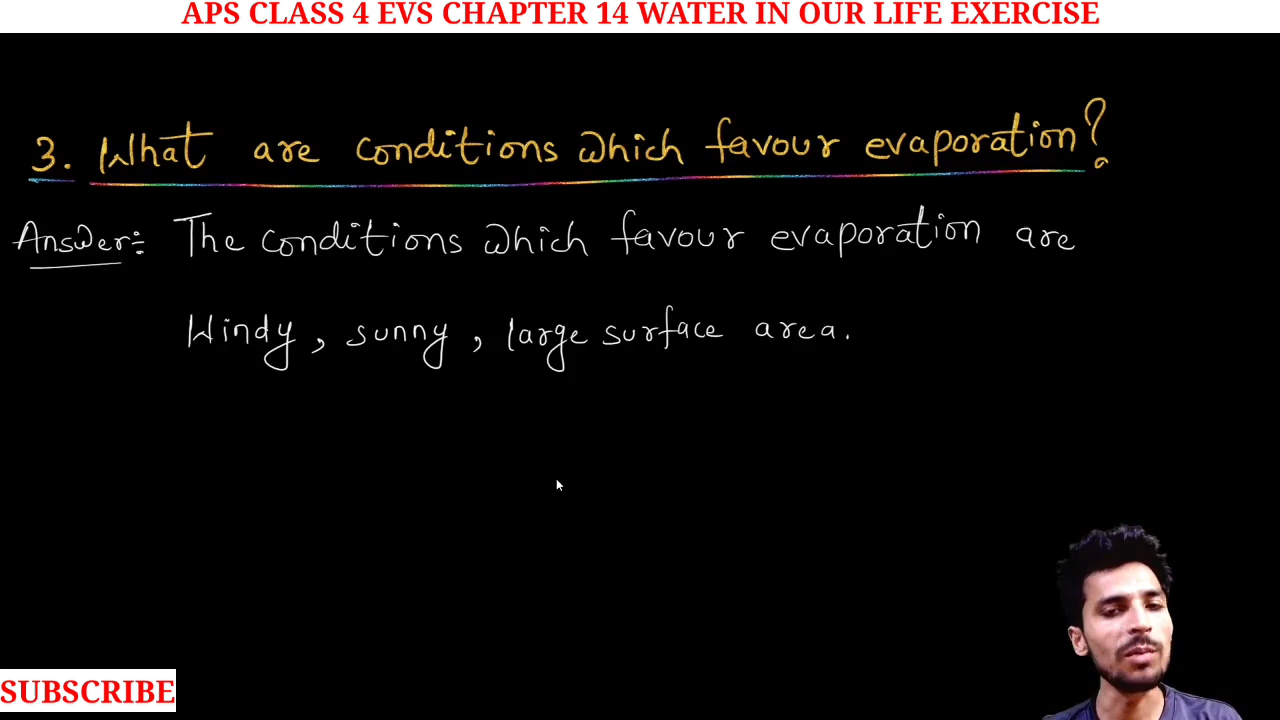 APS CLASS 4 EVS CHAPTER 14 WATER IN OUR LIFE EXERCISE
3. What are conditions which favour evaporation?
Answer:- The conditions which favour evaporation are
Windy, sunny, large surface area.
SUBSCRIBE